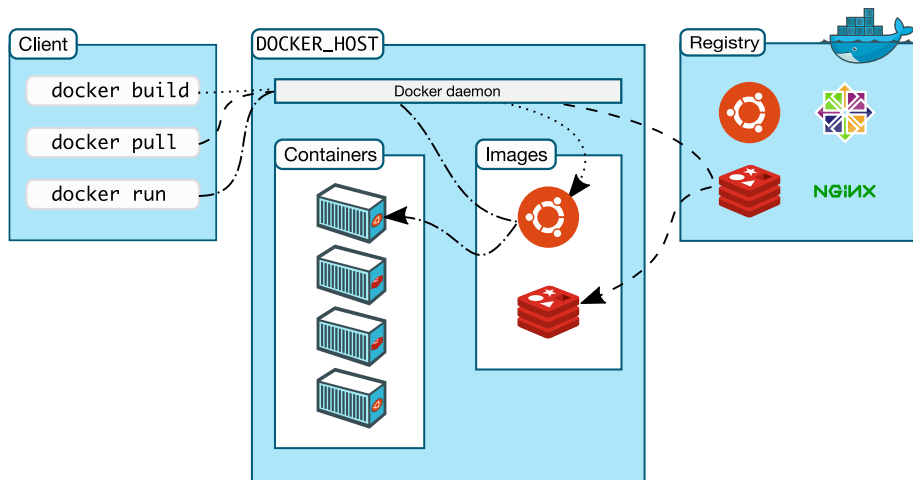 Client
docker build
docker pull
docker run
DOCKER_HOST
Docker daemon
Containers
Images
Registry
NGiNX